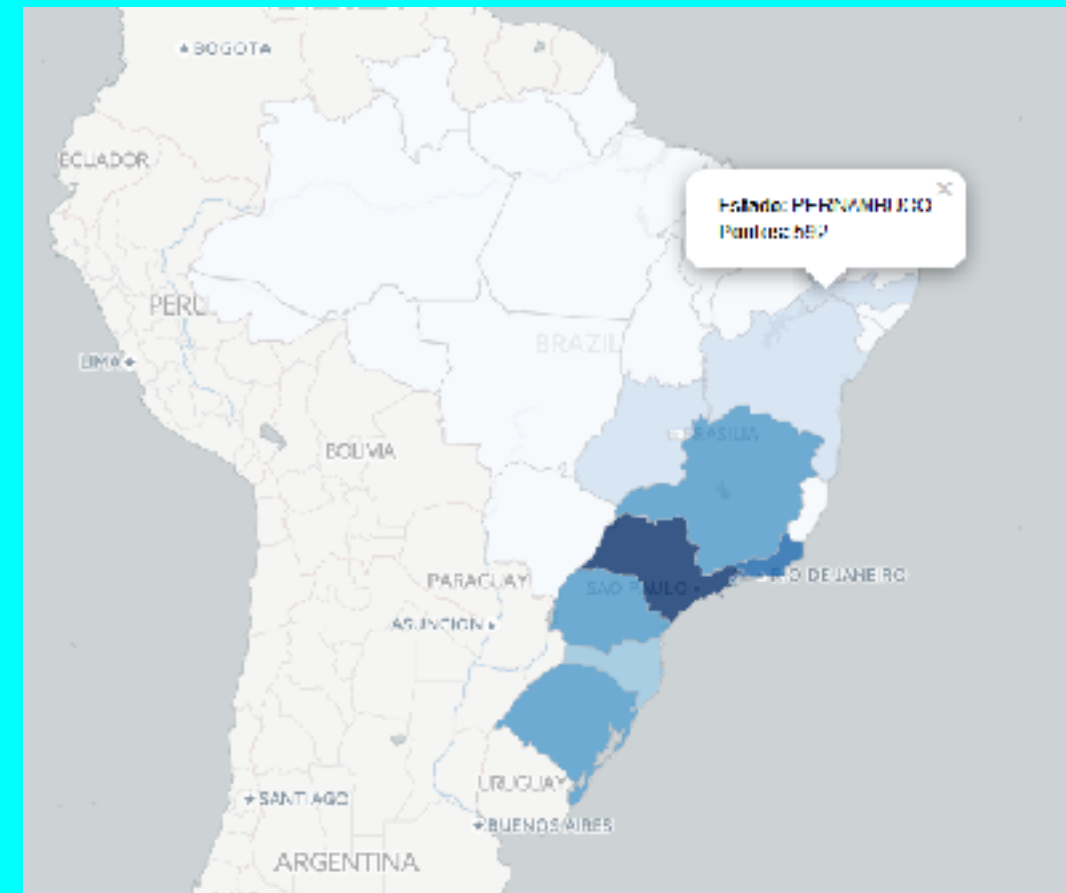 BOGOTA
ECUADOR
Estado: PERNAMBUCO
Pontos: 592
×
PERU
BRAZIL
LIMA
BRASILIA
BOLIVIA
PARAGUAY
SAO PAULO
RIO DE JANEIRO
ASUNCION
URUGUAY
SANTIAGO
BUENOS AIRES
ARGENTINA